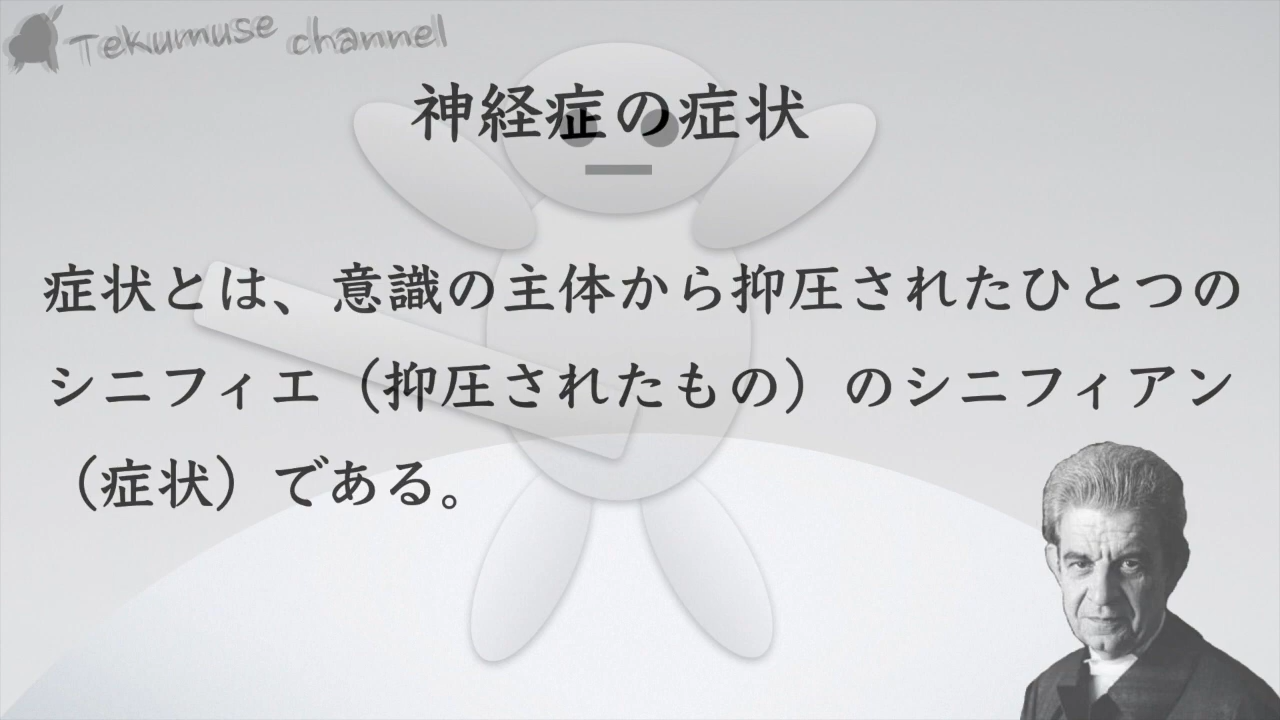 Tekumuse channel
神経症の症状
症状とは、意識の主体から抑圧されたひとつの
シニフィエ（抑圧されたもの）のシニフィアン
（症状）である。